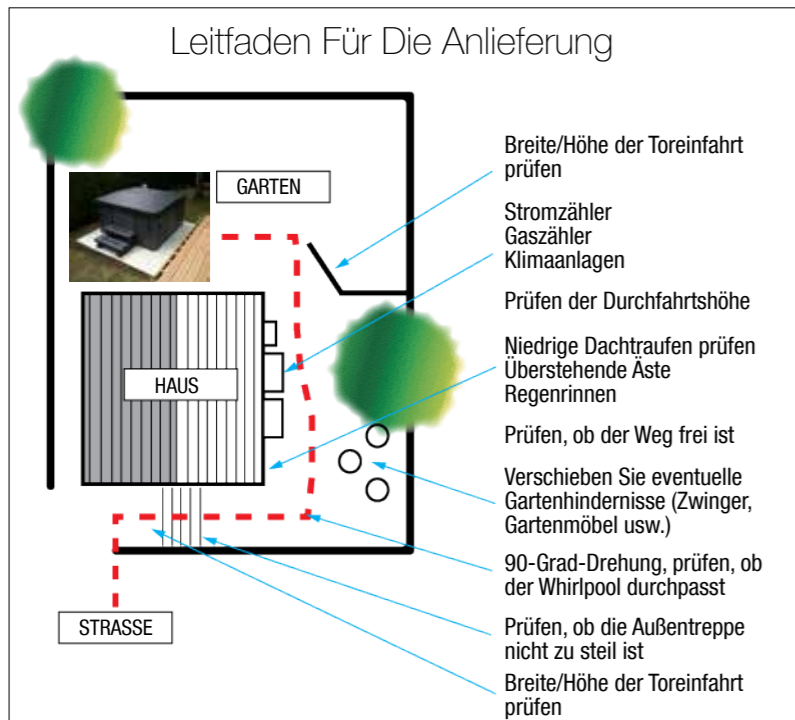 Leitfaden Für Die Anlieferung
GARTEN
HAUS
STRASSE
Breite/Höhe der Toreinfahrt
prüfen
Stromzähler
Gaszähler
Klimaanlagen
Prüfen der Durchfahrtshöhe
Niedrige Dachtraufen prüfen
Überstehende Äste
Regenrinnen
Prüfen, ob der Weg frei ist
Verschieben Sie eventuelle
Gartenhindernisse (Zwinger,
Gartenmöbel usw.)
90-Grad-Drehung, prüfen, ob
der Whirlpool durchpasst
Prüfen, ob die Außentreppe
nicht zu steil ist
Breite/Höhe der Toreinfahrt
prüfen